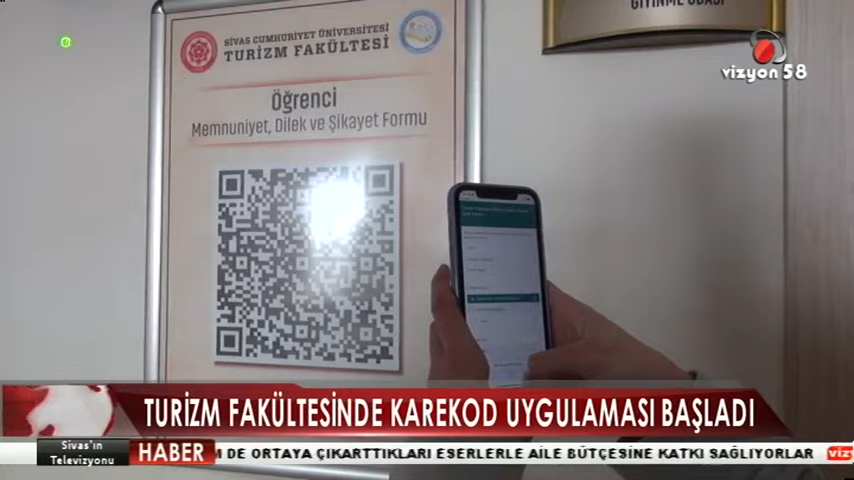 GİYİNME ODASI
SİVAS CUMHURİYET ÜNİVERSİTESİ
TURİZM FAKÜLTESİ
vizyon 58
Öğrenci
Memnuniyet, Dilek ve Şikayet Formu
TURİZM FAKÜLTESİNDE KAREKOD UYGULAMASI BAŞLADI
Sivas'ın
Televizyonu
HABER
M DE ORTAYA ÇIKARTTIKLARI ESERLERLE AİLE BÜTÇESİNE KATKI SAĞLIYORLAR
viz